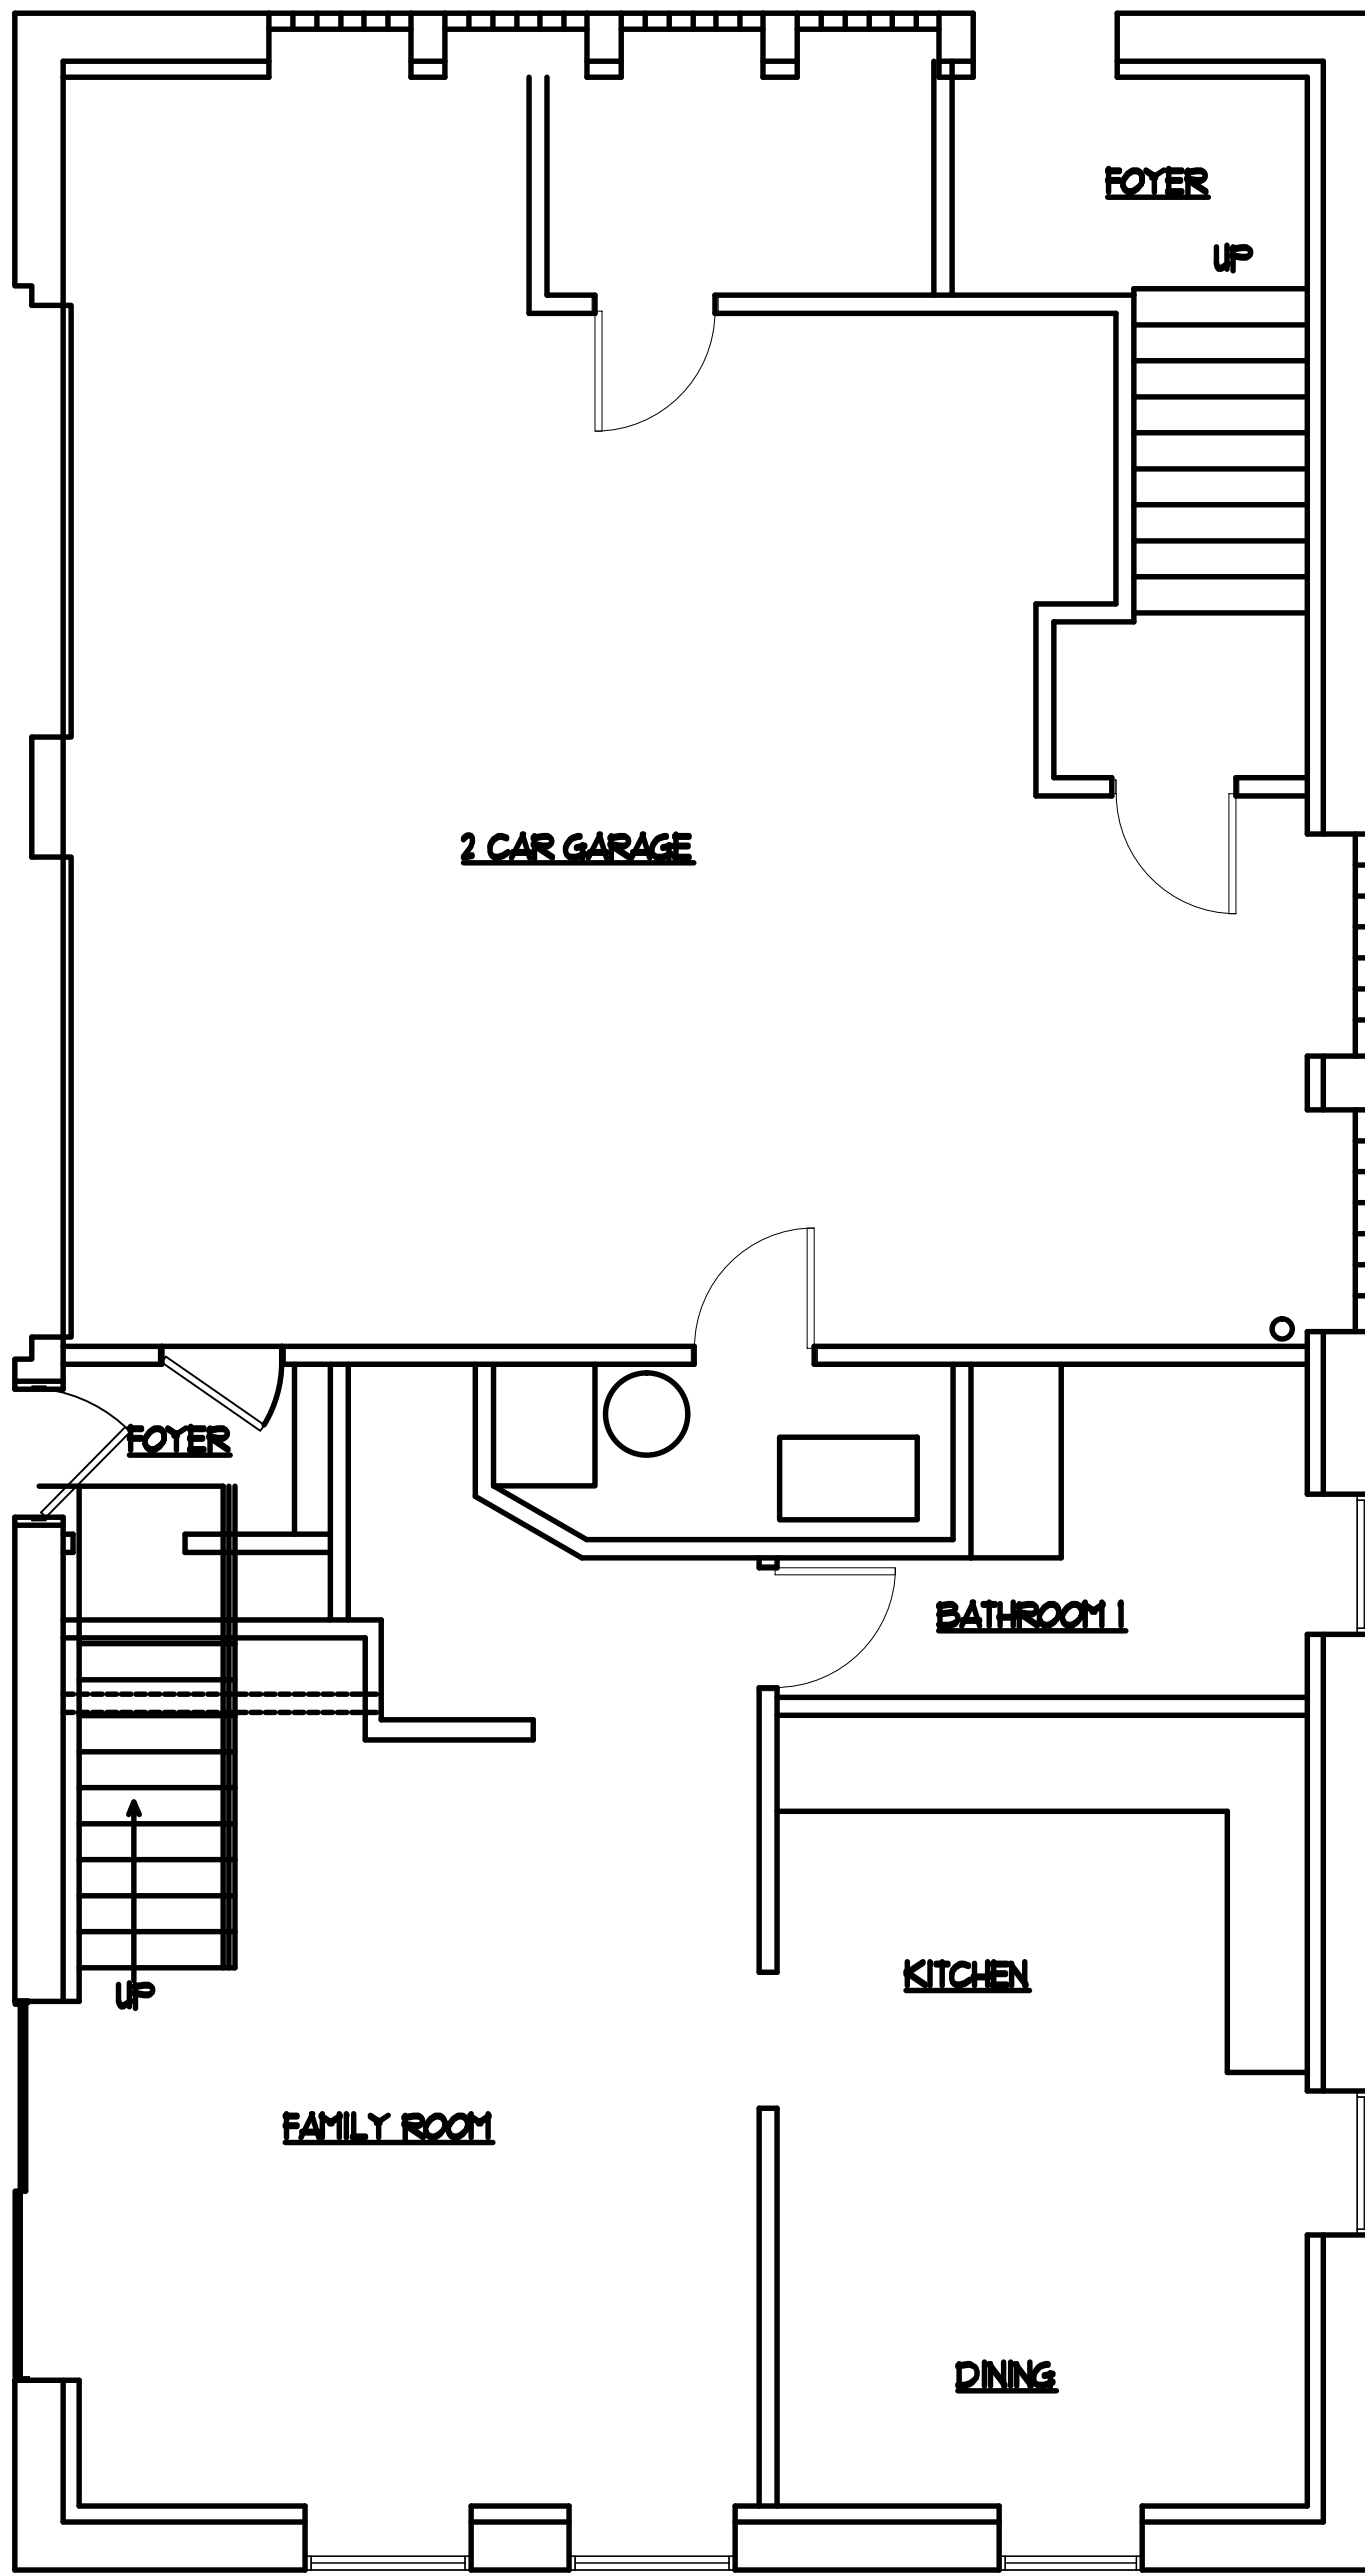 FOYER
UP
2 CAR GARAGE
FOYER
BATHROOM 1
KITCHEN
UP
FAMILY ROOM
DINING